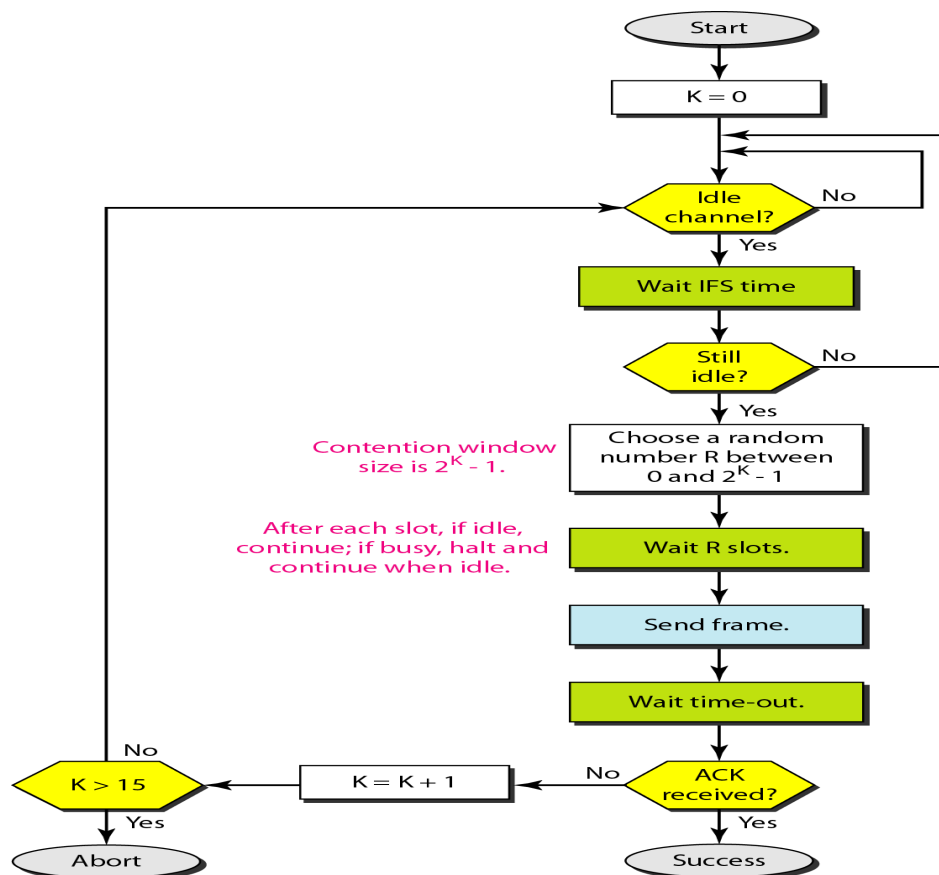 Start
K = 0
Idle
channel?
No
Yes
Wait IFS time
Still
idle?
No
Yes
Contention window
size is 2^K - 1.
Choose a random
number R between
0 and 2^K - 1
After each slot, if idle,
continue; if busy, halt and
continue when idle.
Wait R slots.
Send frame.
Wait time-out.
ACK
received?
No
Yes
K = K + 1
K > 15
No
Yes
Abort
Success